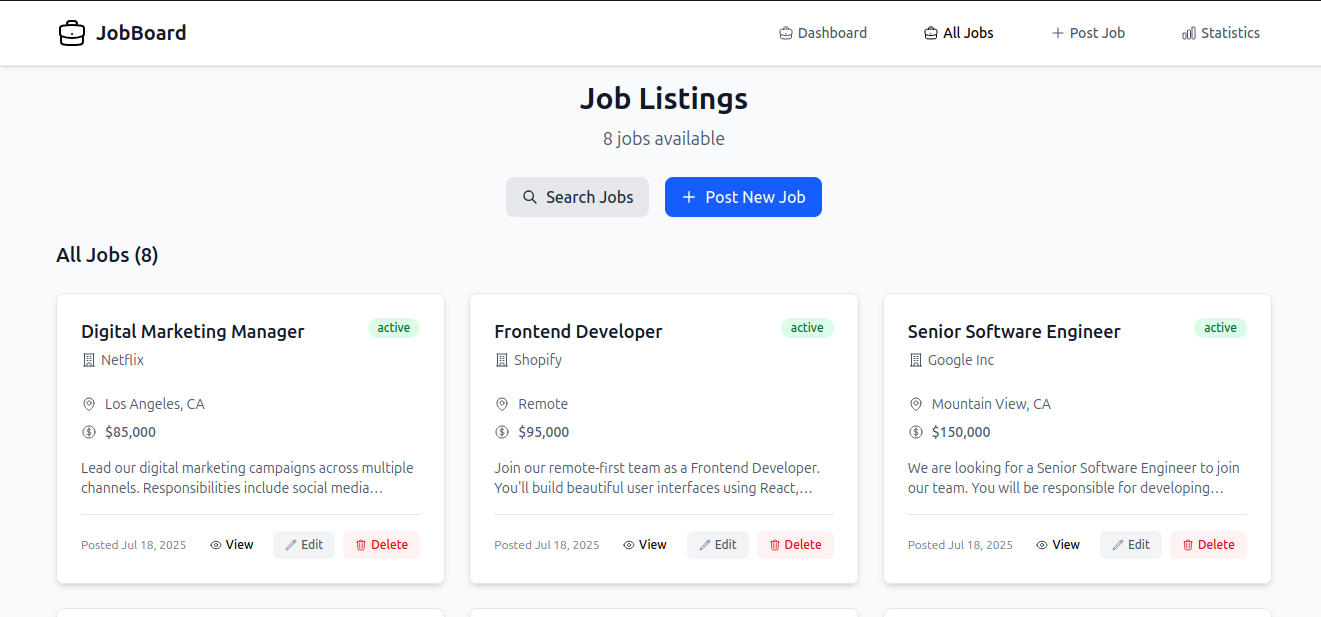 JobBoard
Dashboard
All Jobs
Post Job
Statistics
Job Listings
8 jobs available
Search Jobs
Post New Job
All Jobs (8)
Digital Marketing Manager
active
Netflix
Los Angeles, CA
$85,000
Lead our digital marketing campaigns across multiple
channels. Responsibilities include social media…
Posted Jul 18, 2025
View
Edit
Delete
Frontend Developer
active
Shopify
Remote
$95,000
Join our remote-first team as a Frontend Developer.
You'll build beautiful user interfaces using React,…
Posted Jul 18, 2025
View
Edit
Delete
Senior Software Engineer
active
Google Inc
Mountain View, CA
$150,000
We are looking for a Senior Software Engineer to join
our team. You will be responsible for developing…
Posted Jul 18, 2025
View
Edit
Delete